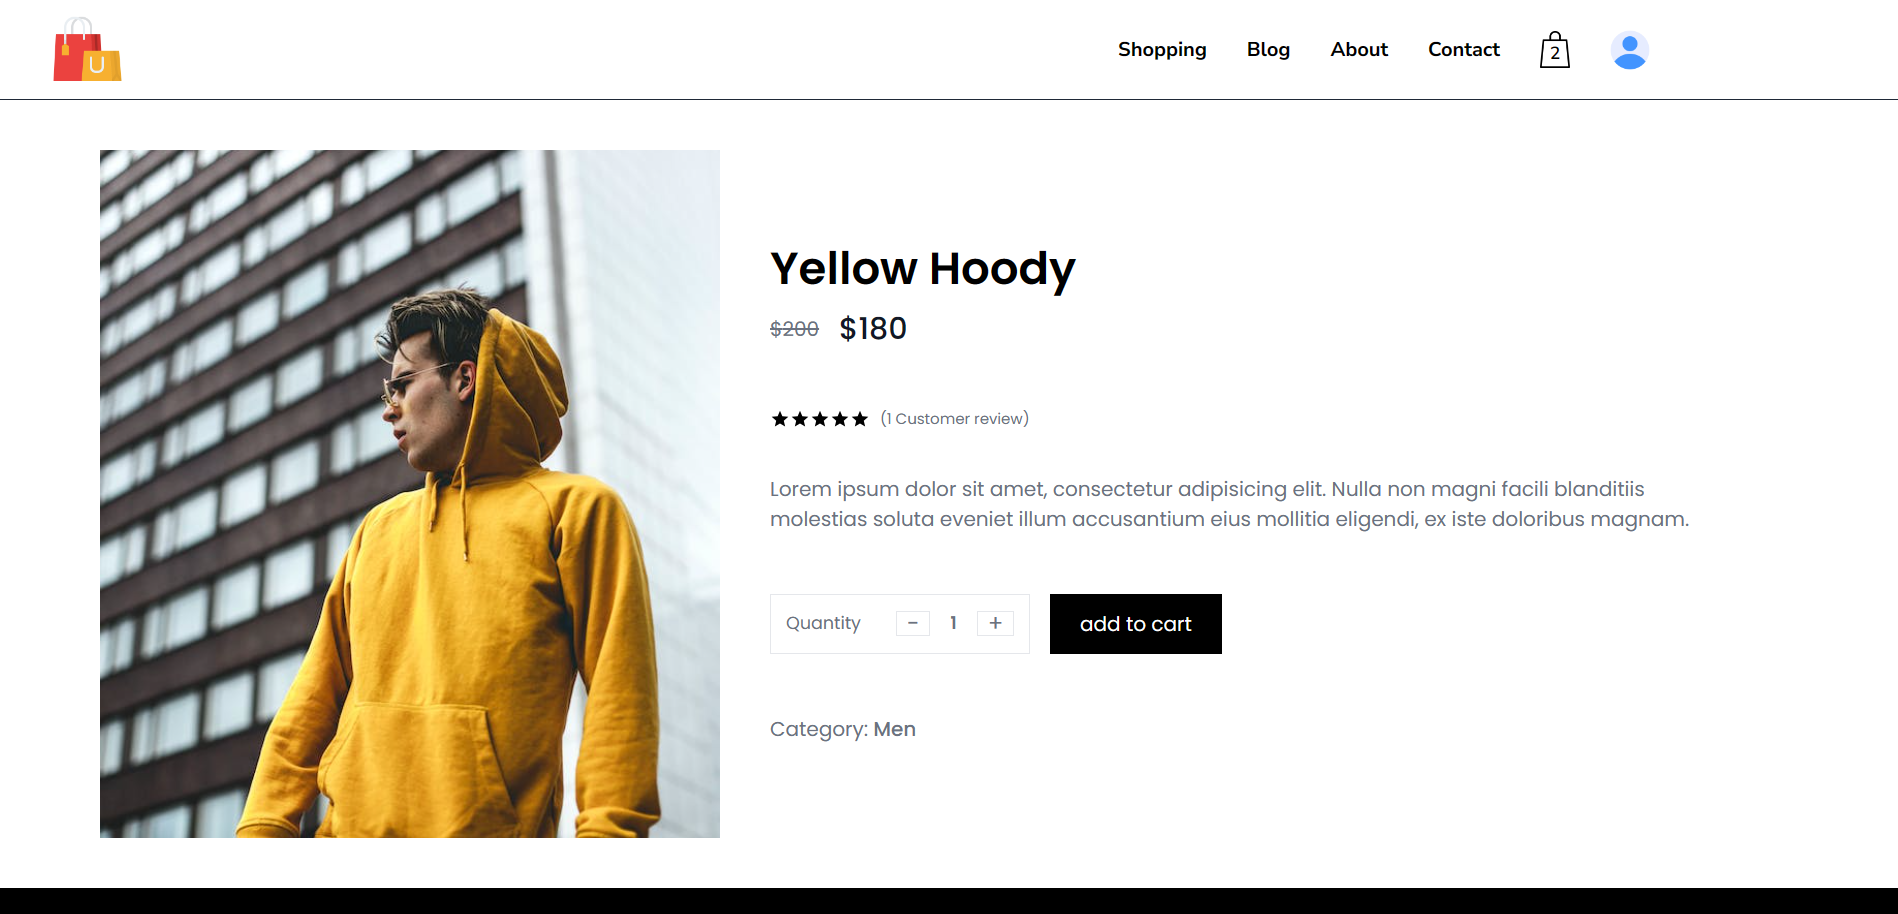 Shopping Blog About Contact 2
U
Yellow Hoody
$200 $180
★★★★★ (1 Customer review)
Lorem ipsum dolor sit amet, consectetur adipisicing elit. Nulla non magni facili blanditiis
molestias soluta eveniet illum accusantium eius mollitia eligendi, ex iste doloribus magnam.
Quantity - 1 + add to cart
Category: Men